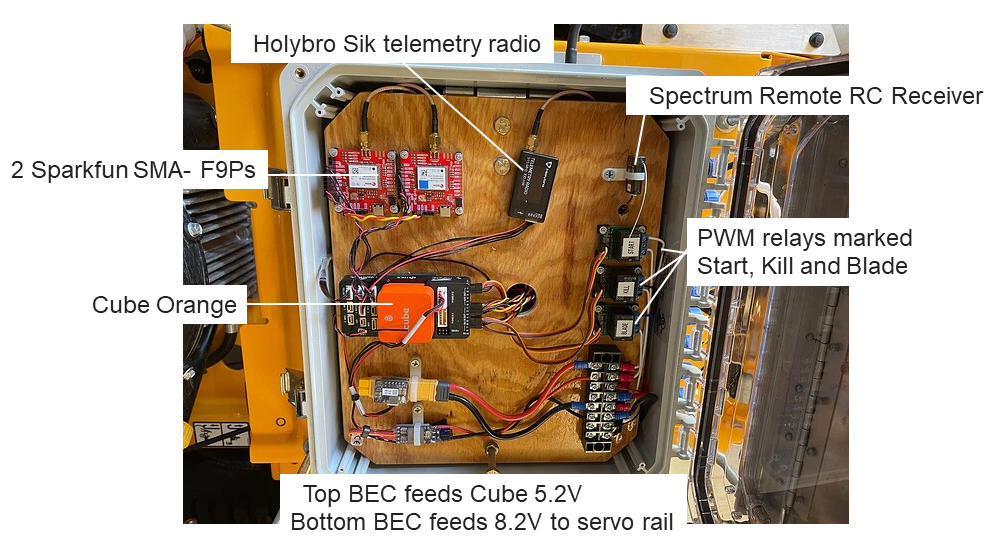 Holybro Sik telemetry radio
Spectrum Remote RC Receiver
2 Sparkfun SMA- F9Ps
PWM relays marked
Start, Kill and Blade
START
KILL
BLADE
Cube Orange
cube
TELEMETRY RADIO
Top BEC feeds Cube 5.2V
Bottom BEC feeds 8.2V to servo rail